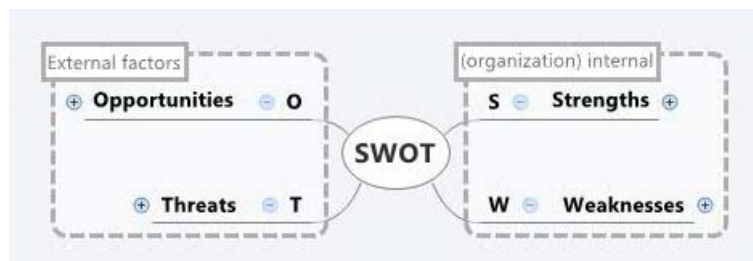 External factors
(organization) internal
Opportunities O
S Strengths
SWOT
Threats T
W Weaknesses